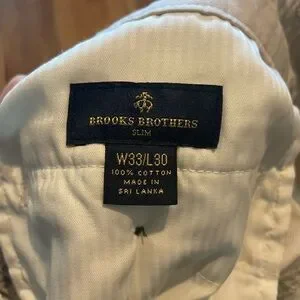 BROOKS BROTHERS
SLIM
W33/L30
100% COTTON
MADE IN
SRI LANKA